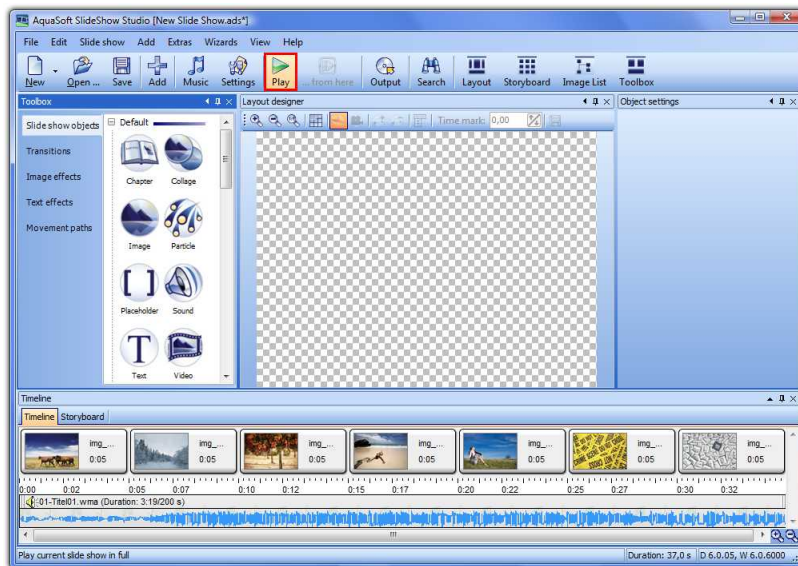 AquaSoft SlideShow Studio [New Slide Show.ads*]
File Edit Slide show Add Extras Wizards View Help
New Open ... Save Add Music Settings Play ... from here Output Search Layout Storyboard Image List Toolbox
Toolbox
Layout designer
Object settings
Slide show objects
Transitions
Image effects
Text effects
Movement paths
Default
Chapter Collage
Image Particle
Placeholder Sound
Text Video
Time mark: 0,00
Timeline
Timeline Storyboard
img_... img_... img_... img_... img_... img_... img_...
0:05 0:05 0:05 0:05 0:05 0:05 0:05
0:00 0:02 0:05 0:07 0:10 0:12 0:15 0:17 0:20 0:22 0:25 0:27 0:30 0:32
01-Titel01.wma (Duration: 3:19/200 s)
Play current slide show in full
Duration: 37,0 s D 6.0.05, W 6.0.6000